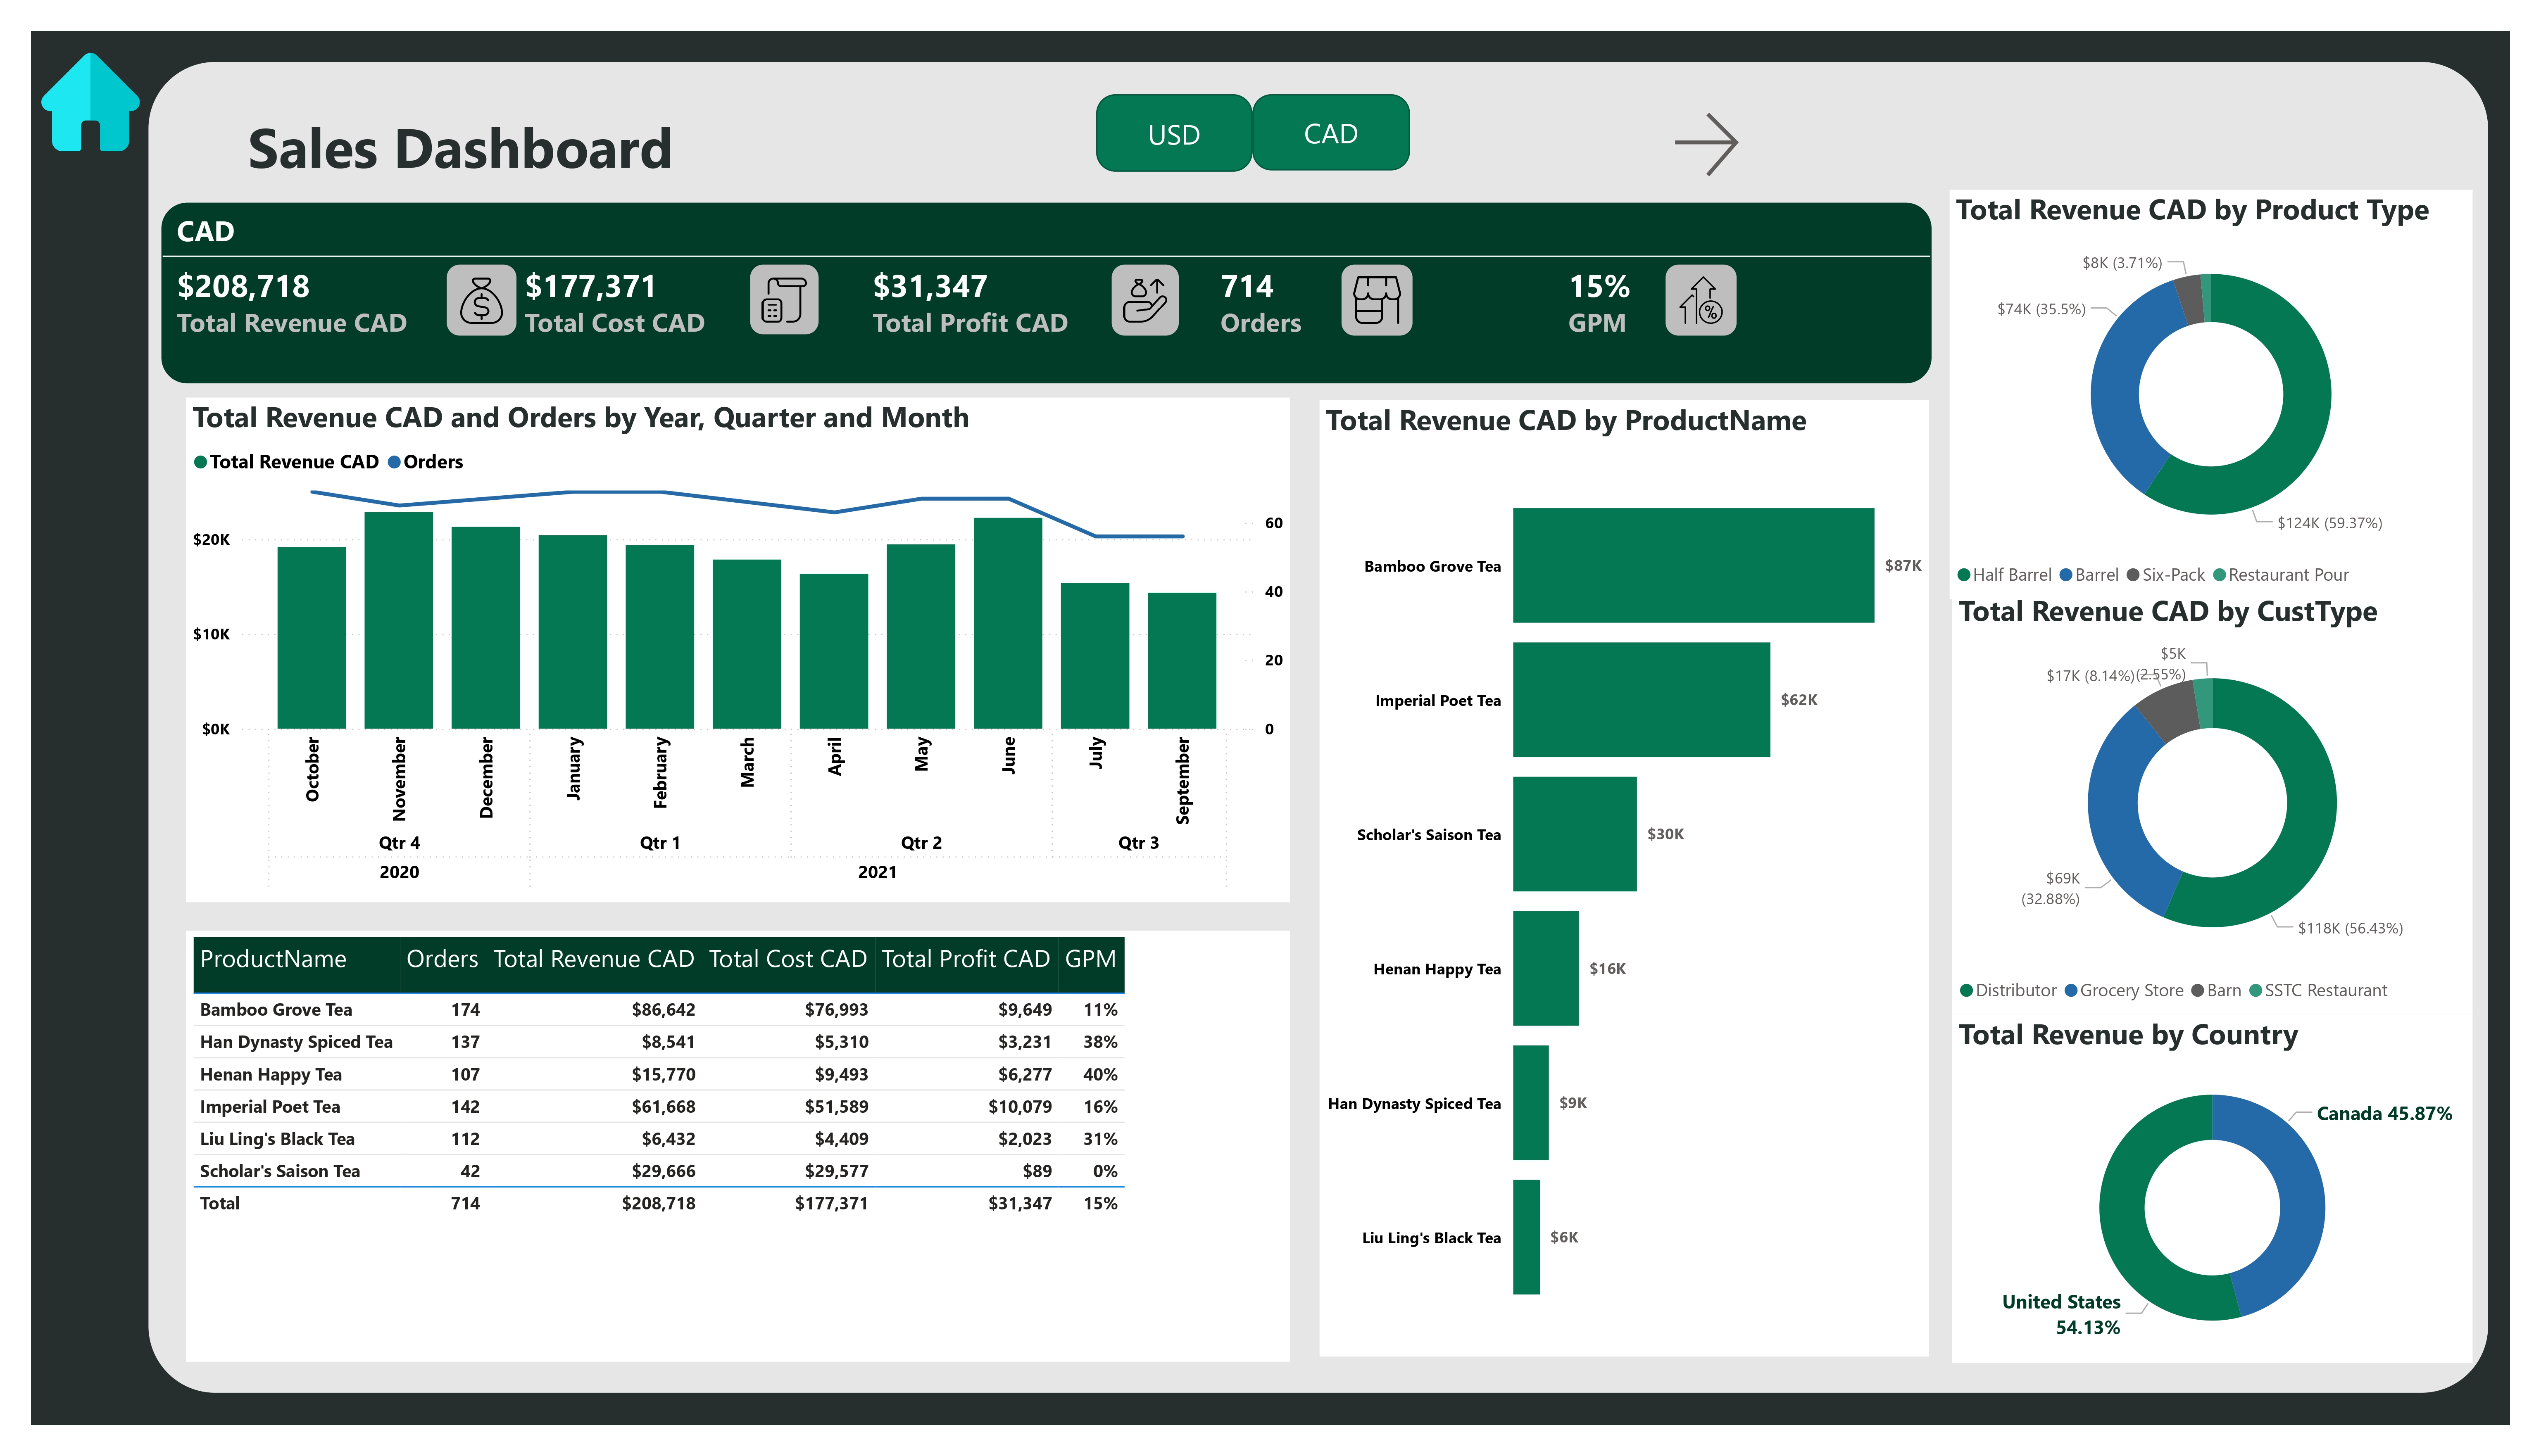 Sales Dashboard
USD
CAD
CAD
$208,718
Total Revenue CAD
$177,371
Total Cost CAD
$31,347
Total Profit CAD
714
Orders
15%
GPM
Total Revenue CAD and Orders by Year, Quarter and Month
Total Revenue CAD Orders
$20K
$10K
$0K
60
40
20
0
October
November
December
January
February
March
April
May
June
July
September
Qtr 4
Qtr 1
Qtr 2
Qtr 3
2020
2021
ProductName Orders Total Revenue CAD Total Cost CAD Total Profit CAD GPM
Bamboo Grove Tea 174 $86,642 $76,993 $9,649 11%
Han Dynasty Spiced Tea 137 $8,541 $5,310 $3,231 38%
Henan Happy Tea 107 $15,770 $9,493 $6,277 40%
Imperial Poet Tea 142 $61,668 $51,589 $10,079 16%
Liu Ling's Black Tea 112 $6,432 $4,409 $2,023 31%
Scholar's Saison Tea 42 $29,666 $29,577 $89 0%
Total 714 $208,718 $177,371 $31,347 15%
Total Revenue CAD by ProductName
Bamboo Grove Tea $87K
Imperial Poet Tea $62K
Scholar's Saison Tea $30K
Henan Happy Tea $16K
Han Dynasty Spiced Tea $9K
Liu Ling's Black Tea $6K
Total Revenue CAD by Product Type
$8K (3.71%)
$74K (35.5%)
$124K (59.37%)
Half Barrel Barrel Six-Pack Restaurant Pour
Total Revenue CAD by CustType
$5K
(2.55%)
$17K (8.14%)
$69K
(32.88%)
$118K (56.43%)
Distributor Grocery Store Barn SSTC Restaurant
Total Revenue by Country
Canada 45.87%
United States
54.13%